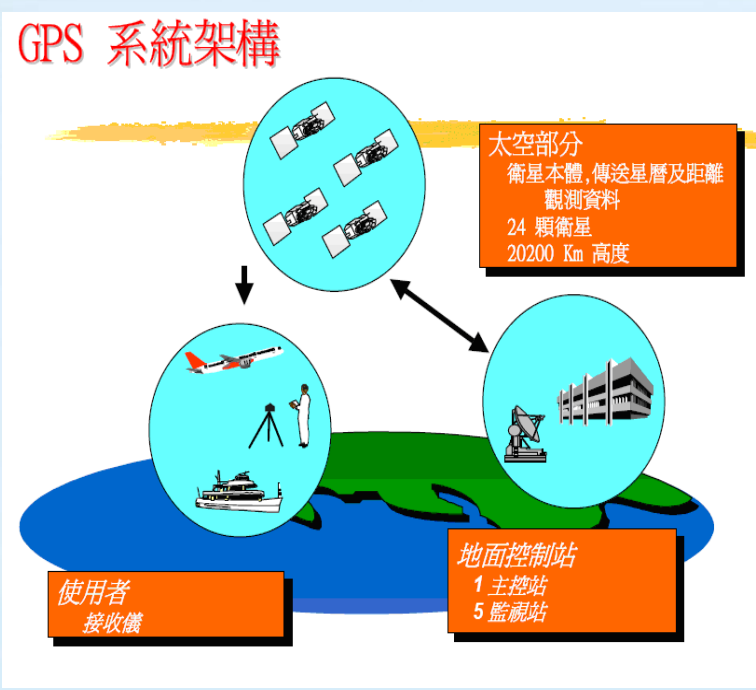 GPS 系統架構
太空部分
衛星本體,傳送星曆及距離
觀測資料
24 顆衛星
20200 Km 高度
使用者
接收儀
地面控制站
1 主控站
5 監視站